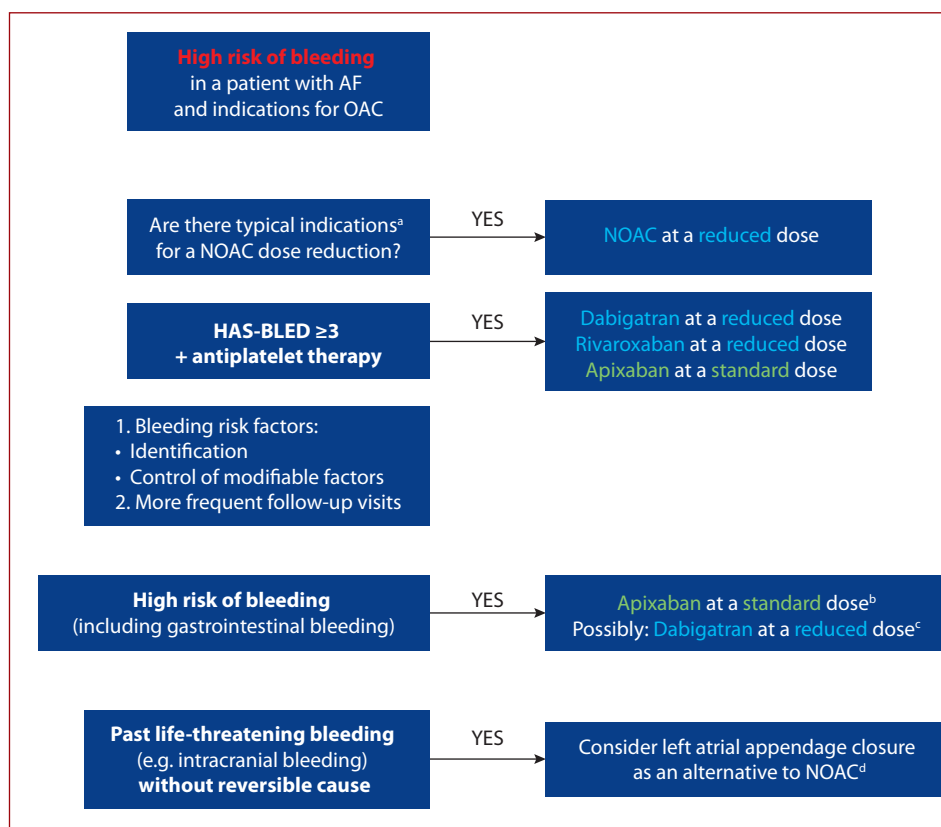 High risk of bleeding
in a patient with AF
and indications for OAC
Are there typical indicationsᵃ
for a NOAC dose reduction?
YES
NOAC at a reduced dose
HAS-BLED ≥3
+ antiplatelet therapy
YES
Dabigatran at a reduced dose
Rivaroxaban at a reduced dose
Apixaban at a standard dose
1. Bleeding risk factors:
• Identification
• Control of modifiable factors
2. More frequent follow-up visits
High risk of bleeding
(including gastrointestinal bleeding)
YES
Apixaban at a standard doseᵇ
Possibly: Dabigatran at a reduced doseᶜ
Past life-threatening bleeding
(e.g. intracranial bleeding)
without reversible cause
YES
Consider left atrial appendage closure
as an alternative to NOACᵈ